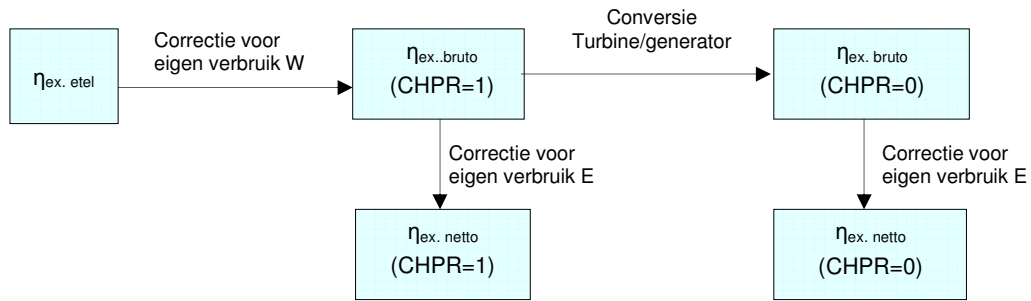 Conversie
Turbine/generator
Correctie voor
eigen verbruik W
ηex. etel
ηex..bruto
(CHPR=1)
ηex. bruto
(CHPR=0)
Correctie voor
eigen verbruik E
Correctie voor
eigen verbruik E
ηex. netto
(CHPR=1)
ηex. netto
(CHPR=0)